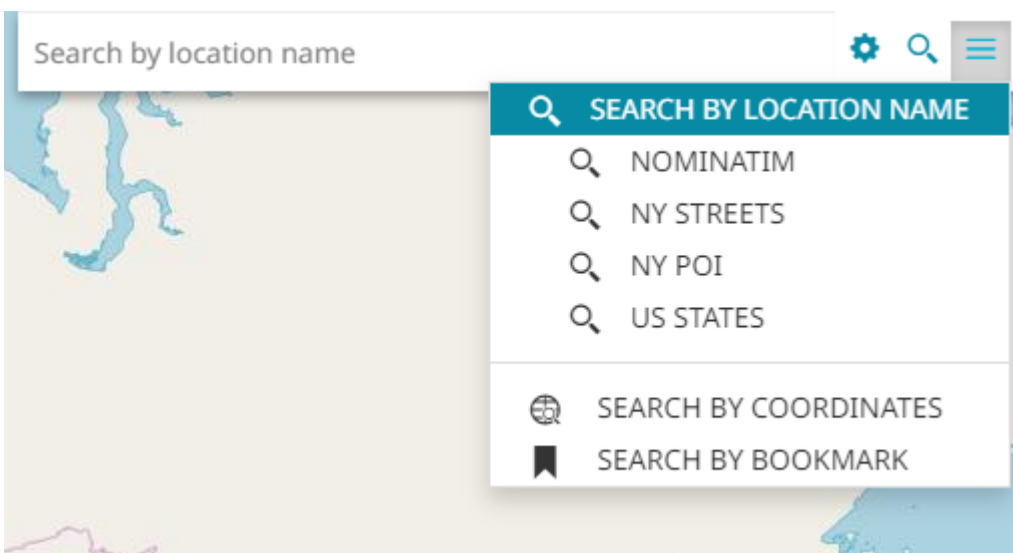 Search by location name
SEARCH BY LOCATION NAME
NOMINATIM
NY STREETS
NY POI
US STATES
SEARCH BY COORDINATES
SEARCH BY BOOKMARK